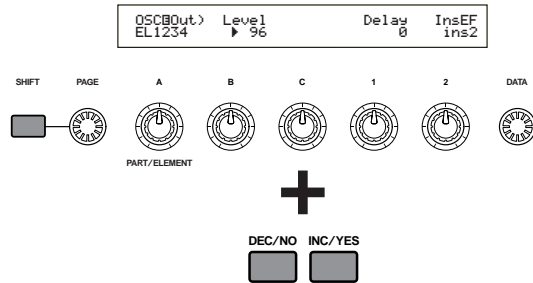 OSC Out) Level Delay InsEF
EL1234 ▶ 96 0 ins2
SHIFT PAGE A B C 1 2 DATA
PART/ELEMENT
DEC/NO INC/YES